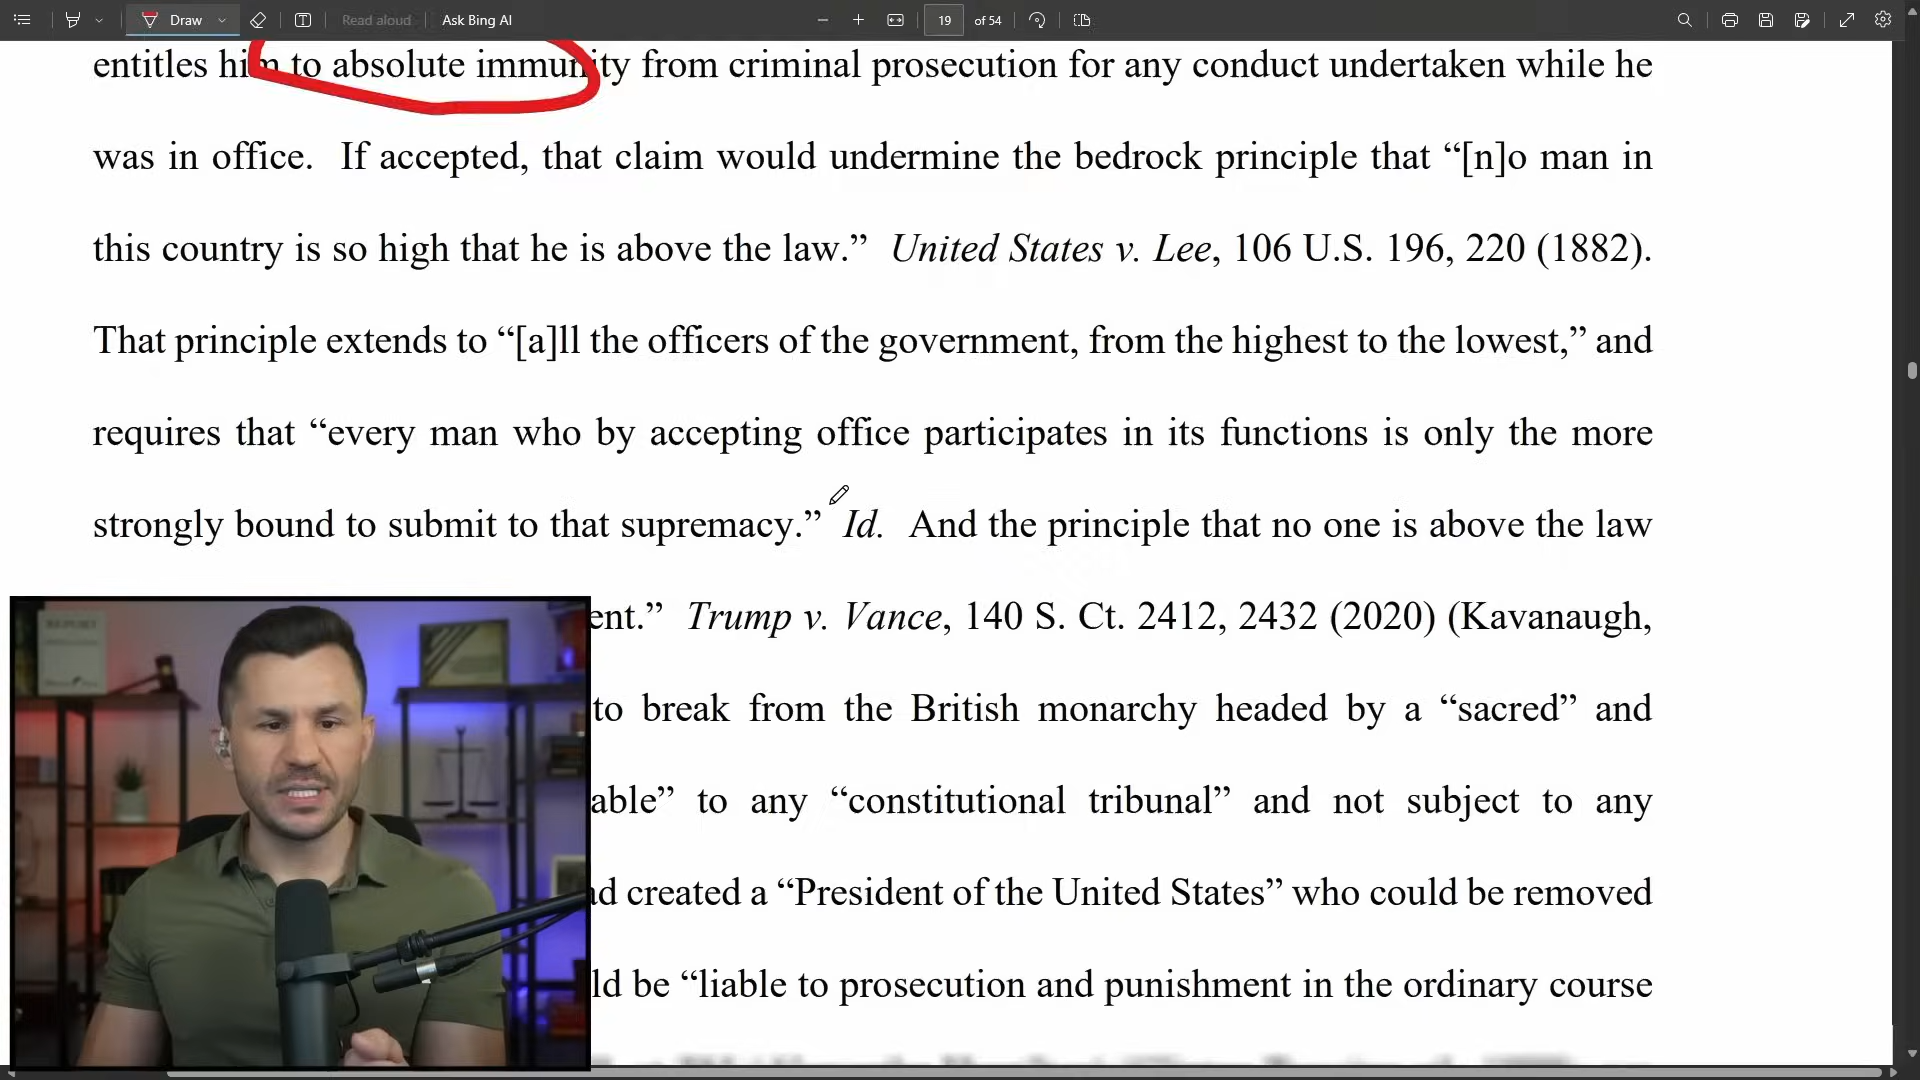 Draw
Read aloud
Ask Bing AI
19 of 54
entitles him to absolute immunity from criminal prosecution for any conduct undertaken while he
was in office. If accepted, that claim would undermine the bedrock principle that “[n]o man in
this country is so high that he is above the law.” United States v. Lee, 106 U.S. 196, 220 (1882).
That principle extends to “[a]ll the officers of the government, from the highest to the lowest,” and
requires that “every man who by accepting office participates in its functions is only the more
strongly bound to submit to that supremacy.” Id. And the principle that no one is above the law
ent.” Trump v. Vance, 140 S. Ct. 2412, 2432 (2020) (Kavanaugh,
to break from the British monarchy headed by a “sacred” and
able” to any “constitutional tribunal” and not subject to any
created a “President of the United States” who could be removed
ld be “liable to prosecution and punishment in the ordinary course